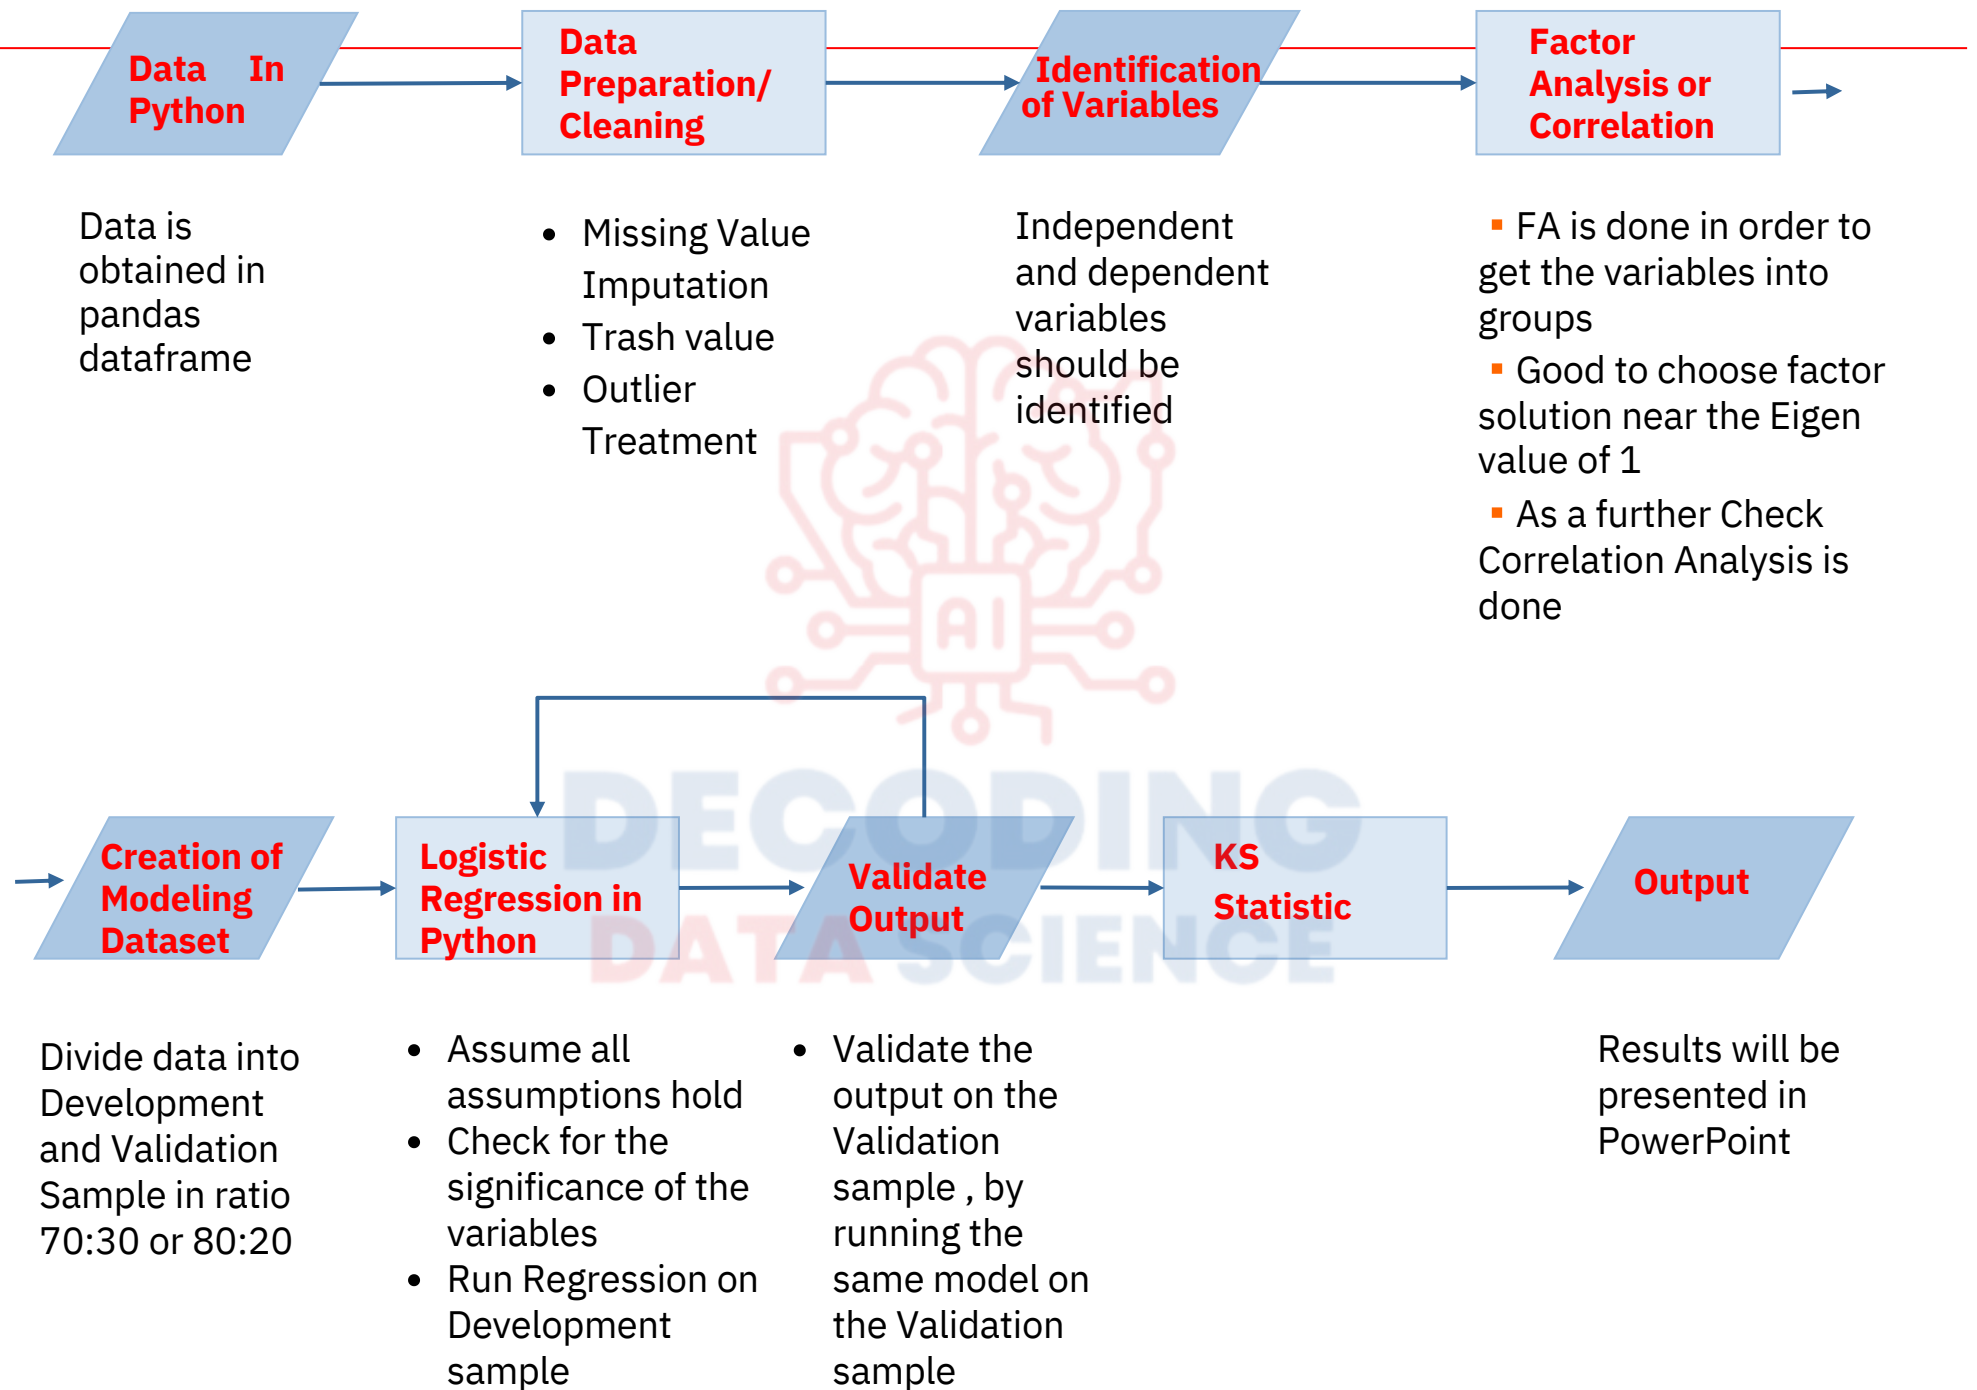 Data In
Python
Data
Preparation/
Cleaning
Identification
of Variables
Factor
Analysis or
Correlation
Data is
obtained in
pandas
dataframe
• Missing Value
Imputation
• Trash value
• Outlier
Treatment
Independent
and dependent
variables
should be
identified
▪ FA is done in order to
get the variables into
groups
▪ Good to choose factor
solution near the Eigen
value of 1
▪ As a further Check
Correlation Analysis is
done
AI
DECODING
DATA SCIENCE
Creation of
Modeling
Dataset
Logistic
Regression in
Python
Validate
Output
KS
Statistic
Output
Divide data into
Development
and Validation
Sample in ratio
70:30 or 80:20
• Assume all
assumptions hold
• Check for the
significance of the
variables
• Run Regression on
Development
sample
• Validate the
output on the
Validation
sample , by
running the
same model on
the Validation
sample
Results will be
presented in
PowerPoint